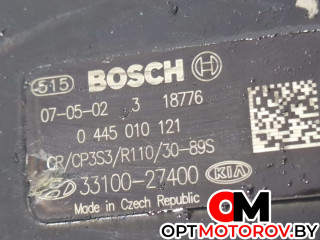 515 BOSCH
07-05-02 3 18776
0 445 010 121
CR/CP3S3/R110/30-89S
33100-27400 KIA
Made in Czech Republic
OPTMOTORS.BY